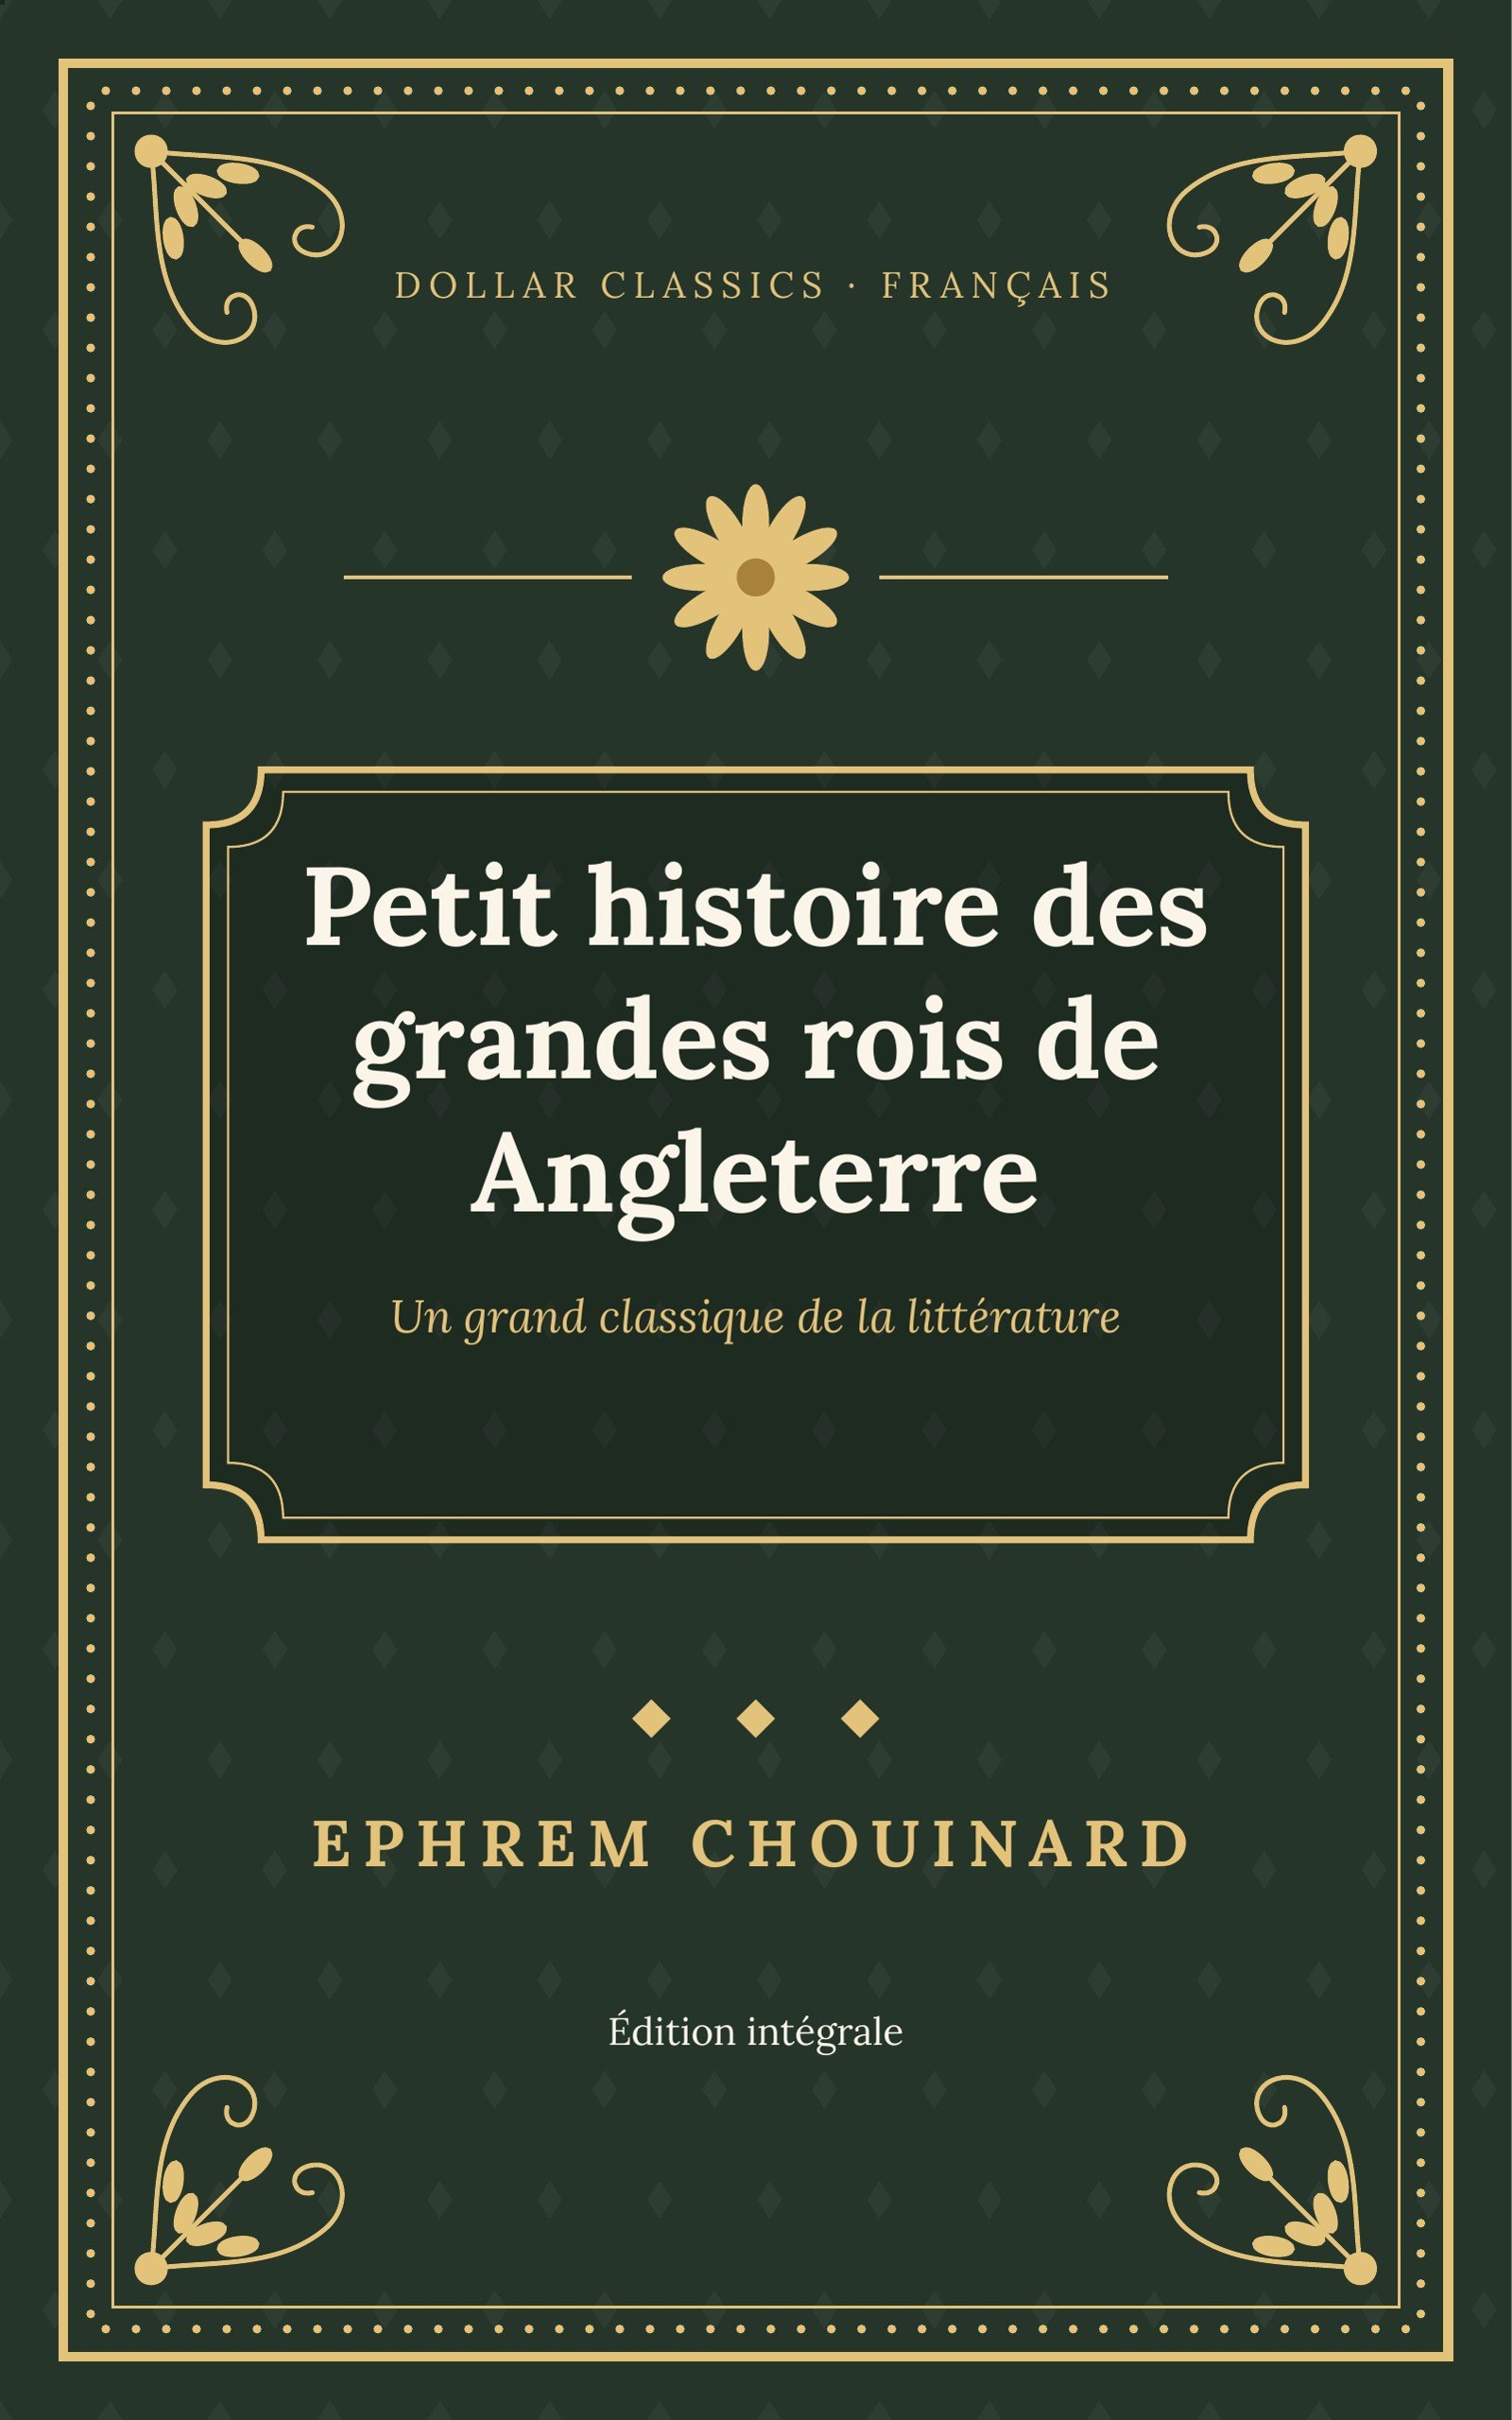 DOLLAR CLASSICS · FRANÇAIS
Petit histoire des
grandes rois de
Angleterre
Un grand classique de la littérature
EPHREM CHOUINARD
Édition intégrale